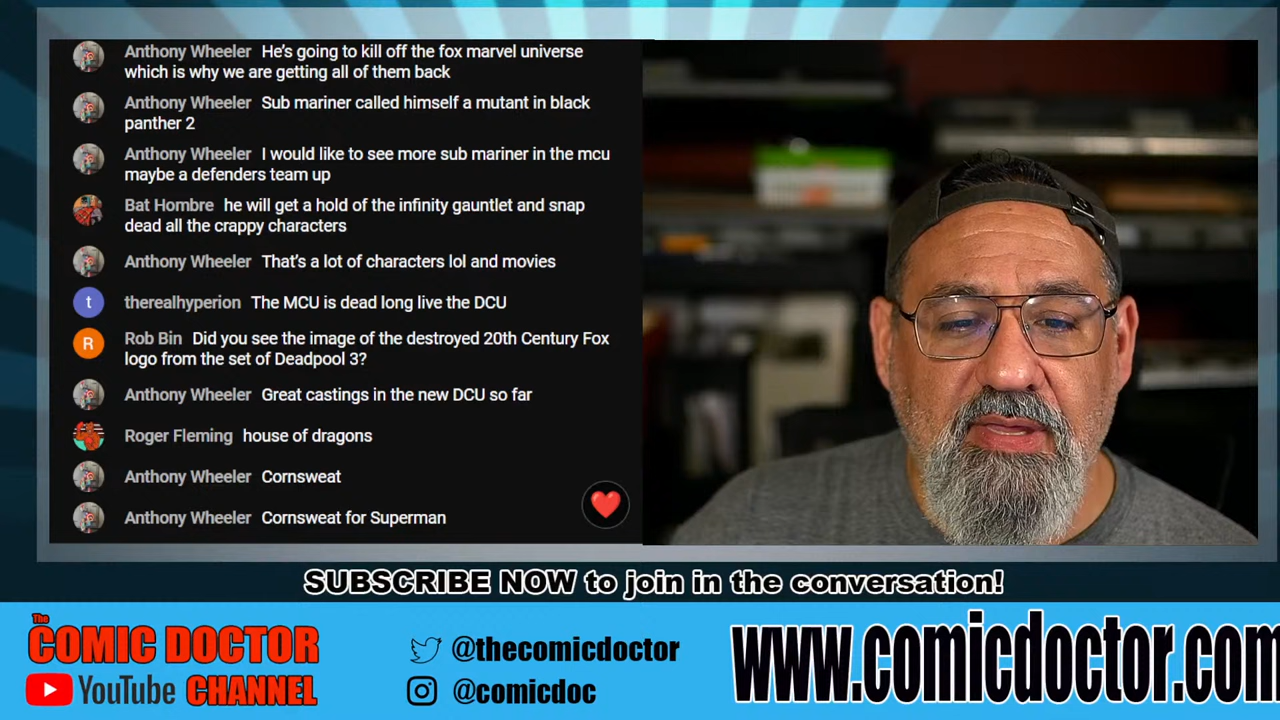 Anthony Wheeler He's going to kill off the fox marvel universe
which is why we are getting all of them back
Anthony Wheeler Sub mariner called himself a mutant in black
panther 2
Anthony Wheeler I would like to see more sub mariner in the mcu
maybe a defenders team up
Bat Hombre he will get a hold of the infinity gauntlet and snap
dead all the crappy characters
Anthony Wheeler That's a lot of characters lol and movies
t therealhyperion The MCU is dead long live the DCU
R Rob Bin Did you see the image of the destroyed 20th Century Fox
logo from the set of Deadpool 3?
Anthony Wheeler Great castings in the new DCU so far
Roger Fleming house of dragons
Anthony Wheeler Cornsweat
Anthony Wheeler Cornsweat for Superman
SUBSCRIBE NOW to join in the conversation!
The
COMIC DOCTOR
YouTube CHANNEL
@thecomicdoctor
@comicdoc
www.comicdoctor.com